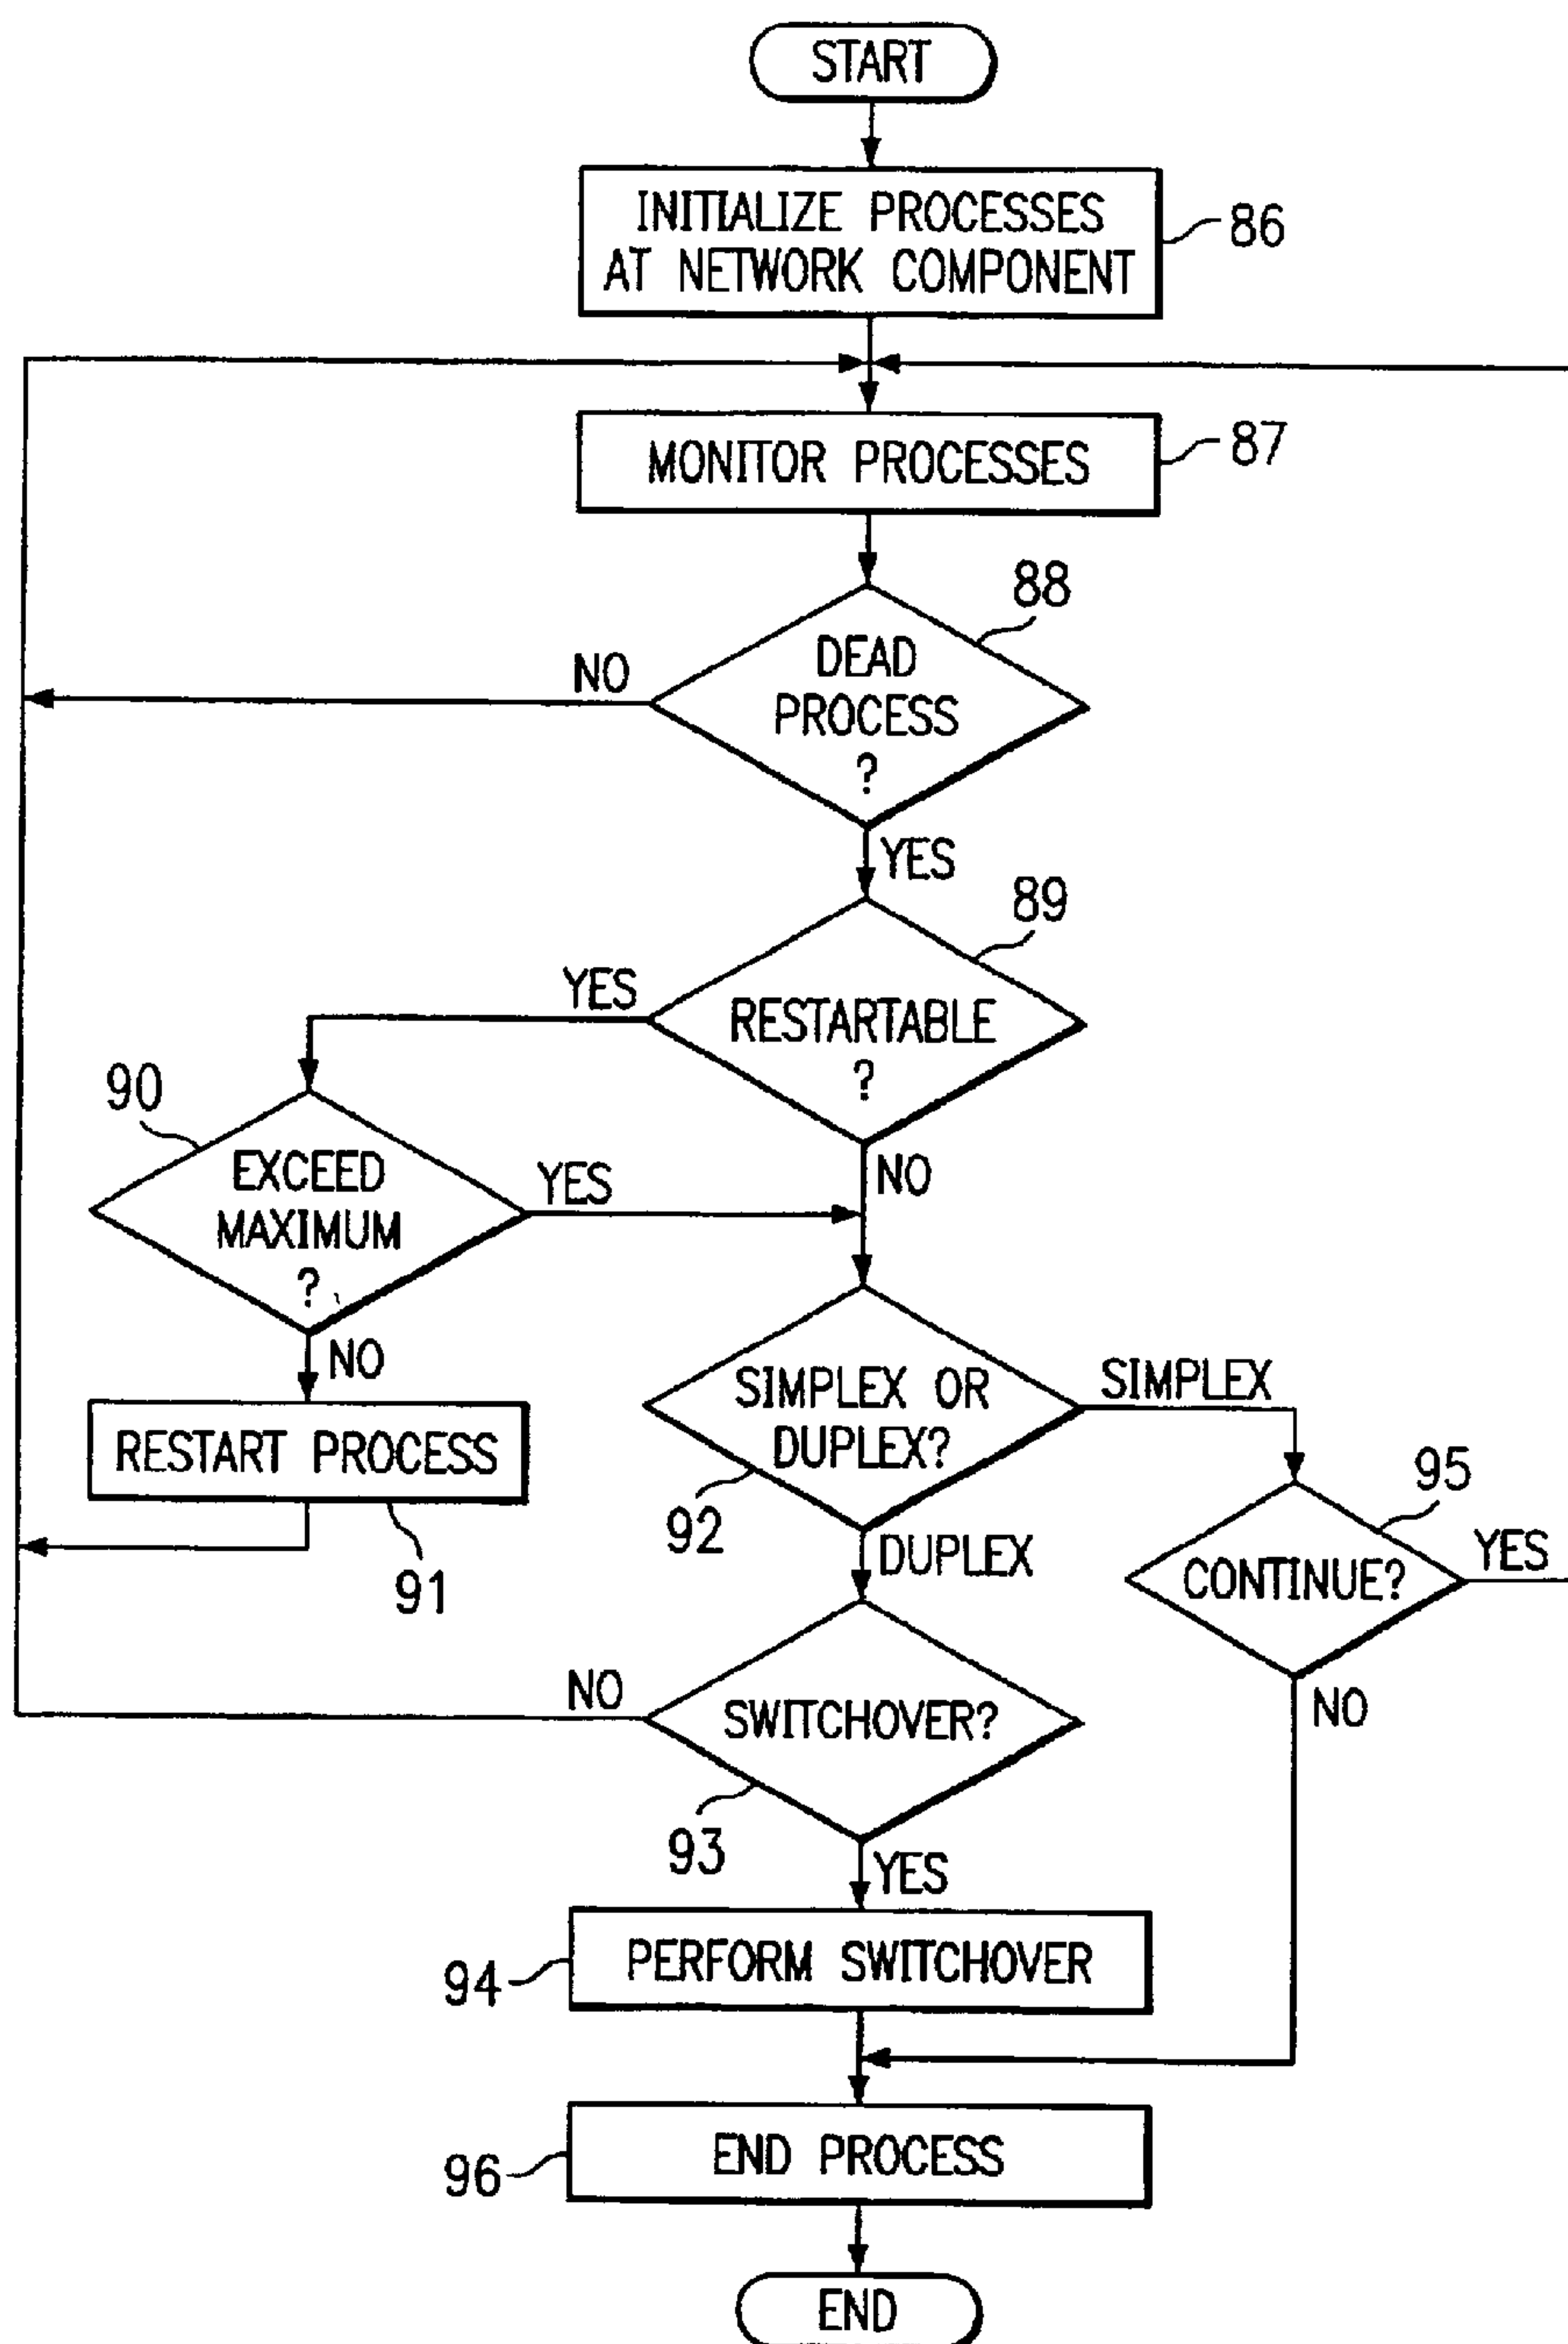 START
INITIALIZE PROCESSES
AT NETWORK COMPONENT
86
MONITOR PROCESSES
87
88
DEAD
PROCESS
?
NO
YES
89
RESTARTABLE
?
YES
NO
90
EXCEED
MAXIMUM
?
YES
NO
RESTART PROCESS
91
SIMPLEX OR
DUPLEX?
SIMPLEX
92
DUPLEX
95
CONTINUE?
YES
NO
SWITCHOVER?
NO
93
YES
PERFORM SWITCHOVER
94
END PROCESS
96
END